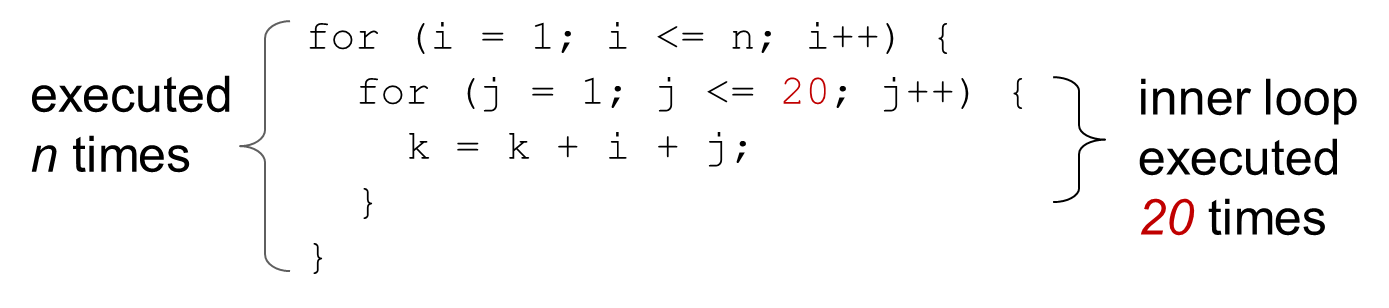 executed
n times
for (i = 1; i <= n; i++) {
for (j = 1; j <= 20; j++) {
k = k + i + j;
}
}
inner loop
executed
20 times